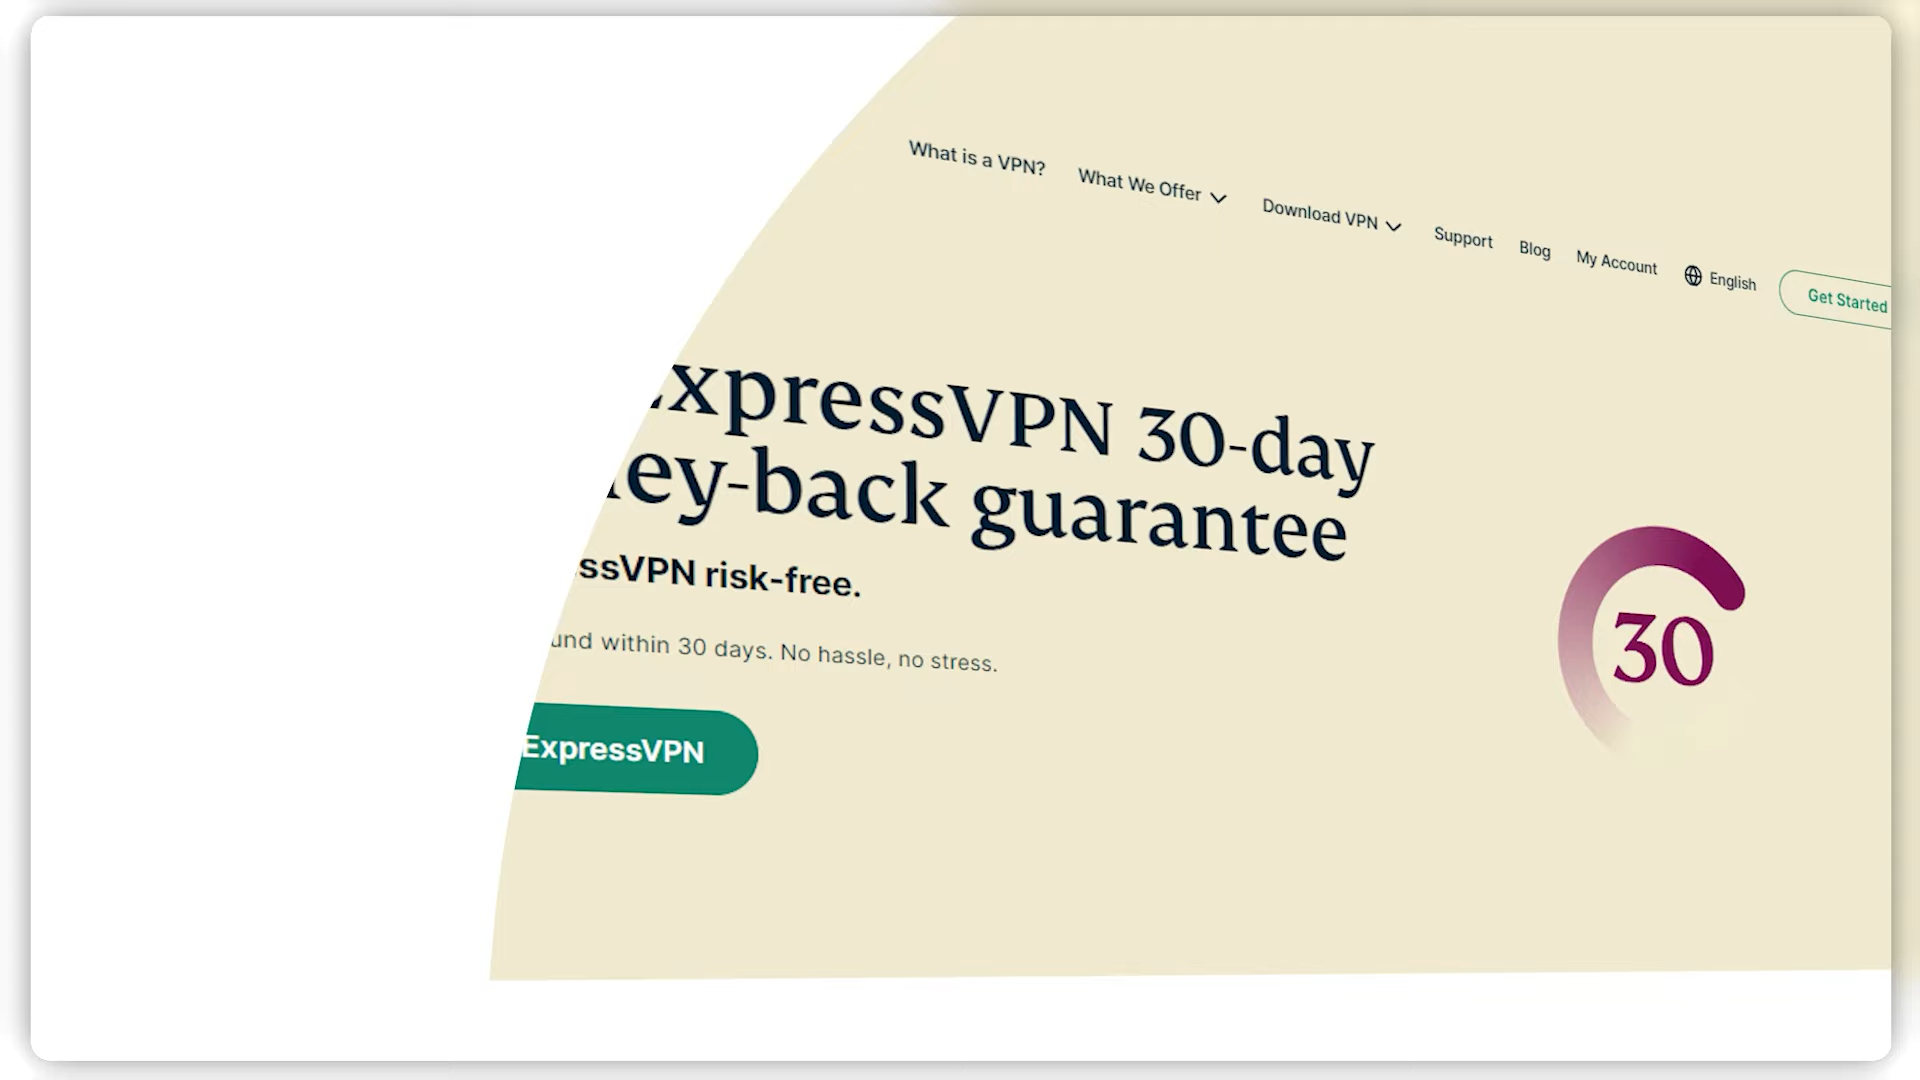 What is a VPN? What We Offer Download VPN Support Blog My Account English Get Started
ExpressVPN 30-day
ey-back guarantee
ssVPN risk-free.
und within 30 days. No hassle, no stress.
ExpressVPN
30